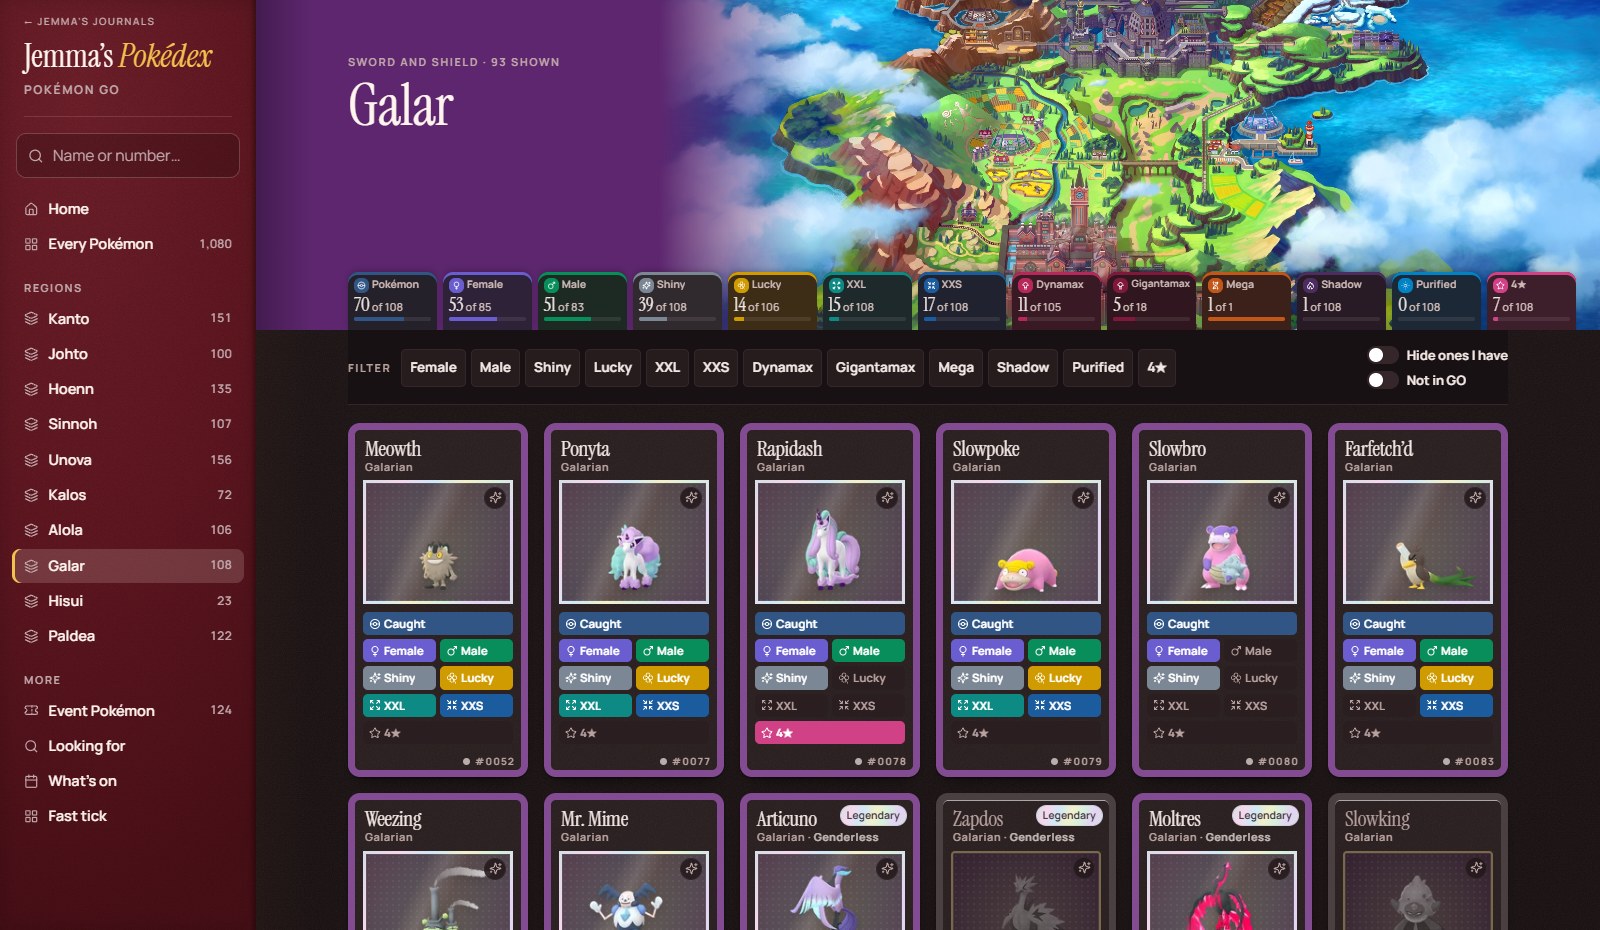 ← JEMMA'S JOURNALS
Jemma's Pokédex
POKÉMON GO
Name or number...
Home
Every Pokémon 1,080
REGIONS
Kanto 151
Johto 100
Hoenn 135
Sinnoh 107
Unova 156
Kalos 72
Alola 106
Galar 108
Hisui 23
Paldea 122
MORE
Event Pokémon 124
Looking for
What's on
Fast tick
SWORD AND SHIELD · 93 SHOWN
Galar
Pokémon 70 of 108
Female 53 of 85
Male 51 of 83
Shiny 39 of 108
Lucky 14 of 106
XXL 15 of 108
XXS 17 of 108
Dynamax 11 of 105
Gigantamax 5 of 18
Mega 1 of 1
Shadow 1 of 108
Purified 0 of 108
4★ 7 of 108
FILTER Female Male Shiny Lucky XXL XXS Dynamax Gigantamax Mega Shadow Purified 4★
Hide ones I have
Not in GO
Meowth
Galarian
Caught
♀ Female ♂ Male
Shiny Lucky
XXL XXS
4★
#0052
Ponyta
Galarian
Caught
♀ Female ♂ Male
Shiny Lucky
XXL XXS
4★
#0077
Rapidash
Galarian
Caught
♀ Female ♂ Male
Shiny Lucky
XXL XXS
4★
#0078
Slowpoke
Galarian
Caught
♀ Female ♂ Male
Shiny Lucky
XXL XXS
4★
#0079
Slowbro
Galarian
Caught
♀ Female ♂ Male
Shiny Lucky
XXL XXS
4★
#0080
Farfetch'd
Galarian
Caught
♀ Female ♂ Male
Shiny Lucky
XXL XXS
4★
#0083
Weezing
Galarian
Mr. Mime
Galarian
Articuno Legendary
Galarian · Genderless
Zapdos Legendary
Galarian · Genderless
Moltres Legendary
Galarian · Genderless
Slowking
Galarian